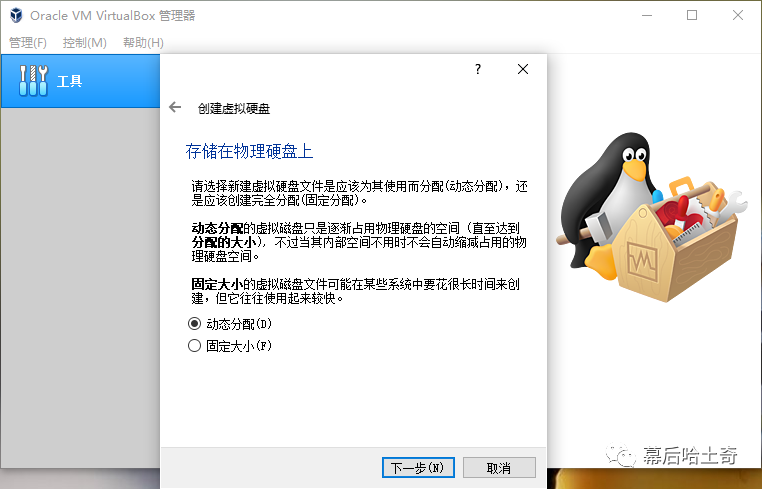 Oracle VM VirtualBox 管理器
管理(F) 控制(M) 帮助(H)
工具
?
创建虚拟硬盘
存储在物理硬盘上
请选择新建虚拟硬盘文件是应该为其使用而分配(动态分配)，还
是应该创建完全分配(固定分配)。
动态分配的虚拟磁盘只是逐渐占用物理硬盘的空间（直至达到
分配的大小），不过当其内部空间不用时不会自动缩减占用的物
理硬盘空间。
固定大小的虚拟磁盘文件可能在某些系统中要花很长时间来创
建，但它往往使用起来较快。
动态分配(D)
固定大小(F)
下一步(N) 取消
幕后哈土奇